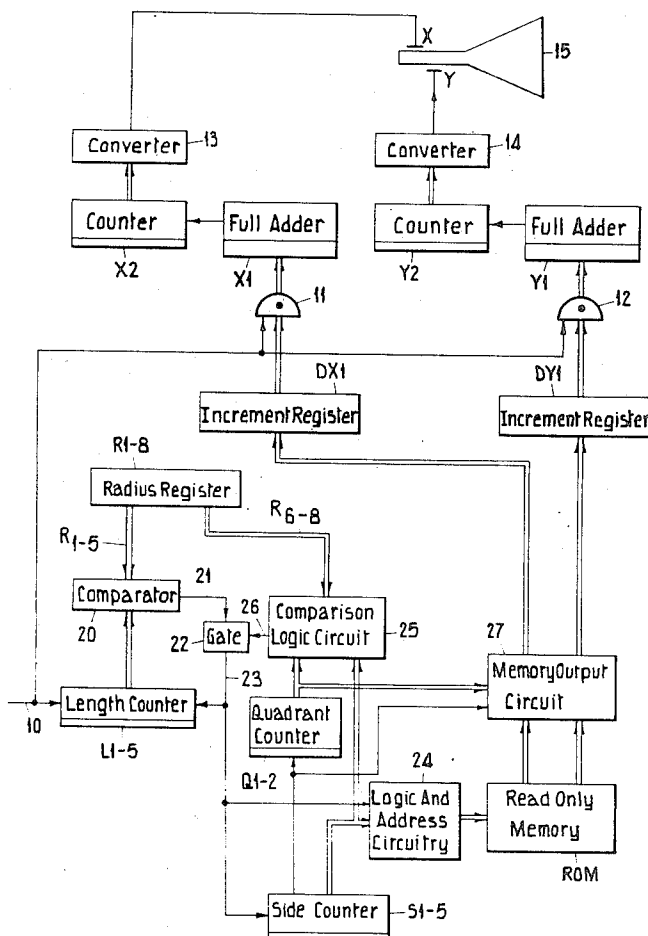 X
15
Y
13
Converter
14
Converter
Counter
Full Adder
Counter
Full Adder
X2
X1
Y2
Y1
11
12
DX1
DY1
Increment Register
Increment Register
R1-8
Radius Register
R6-8
R1-5
21
Comparator
20
26
Comparison
Logic Circuit
25
22
Gate
27
23
Memory Output
Circuit
10
Length Counter
Quadrant
Counter
L1-5
Q1-2
24
Logic And
Address
Circuitry
Read Only
Memory
ROM
Side Counter
S1-5